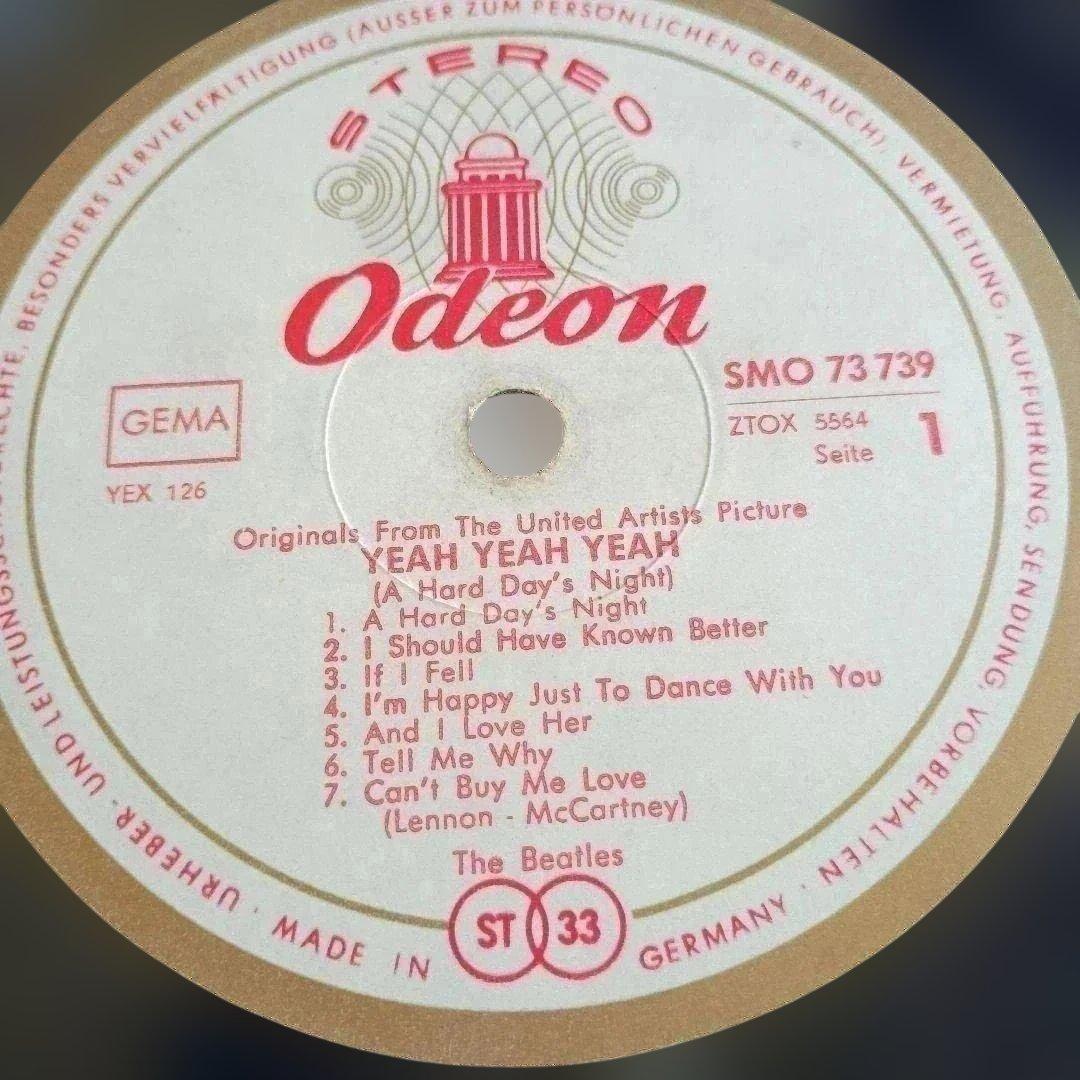 URHEBER- UND LEISTUNGSSCHUTZRECHTE, BESONDERS VERVIELFÄLTIGUNG (AUSSER ZUM PERSÖNLICHEN GEBRAUCH), VERMIETUNG, AUFFÜHRUNG, SENDUNG, VORBEHALTEN · MADE IN GERMANY ·
STEREO
Odeon
SMO 73 739
GEMA
ZTOX 5564
Seite 1
YEX 126
Originals From The United Artists Picture
YEAH YEAH YEAH
(A Hard Day's Night)
1. A Hard Day's Night
2. I Should Have Known Better
3. If I Fell
4. I'm Happy Just To Dance With You
5. And I Love Her
6. Tell Me Why
7. Can't Buy Me Love
(Lennon - McCartney)
The Beatles
ST 33